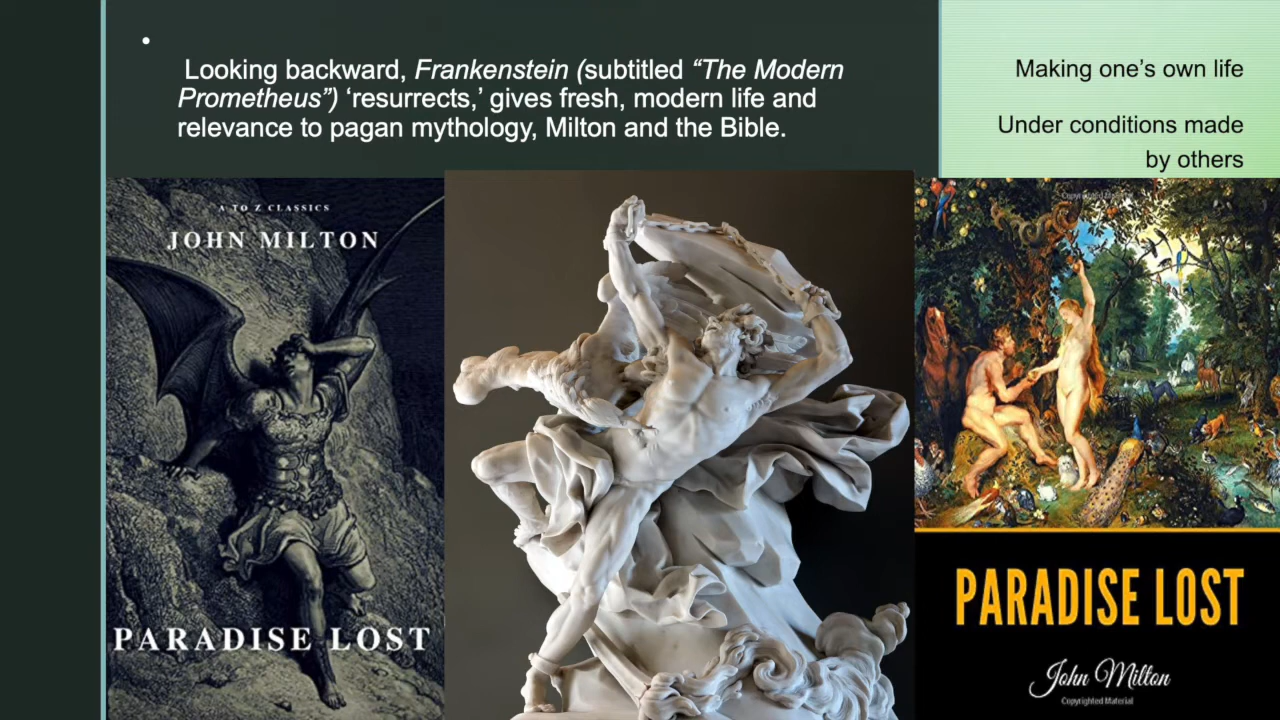 • Looking backward, Frankenstein (subtitled “The Modern
Prometheus”) ‘resurrects,’ gives fresh, modern life and
relevance to pagan mythology, Milton and the Bible.
Making one’s own life
Under conditions made
by others
A TO Z CLASSICS
JOHN MILTON
PARADISE LOST
Copyrighted Material
PARADISE LOST
John Milton
Copyrighted Material